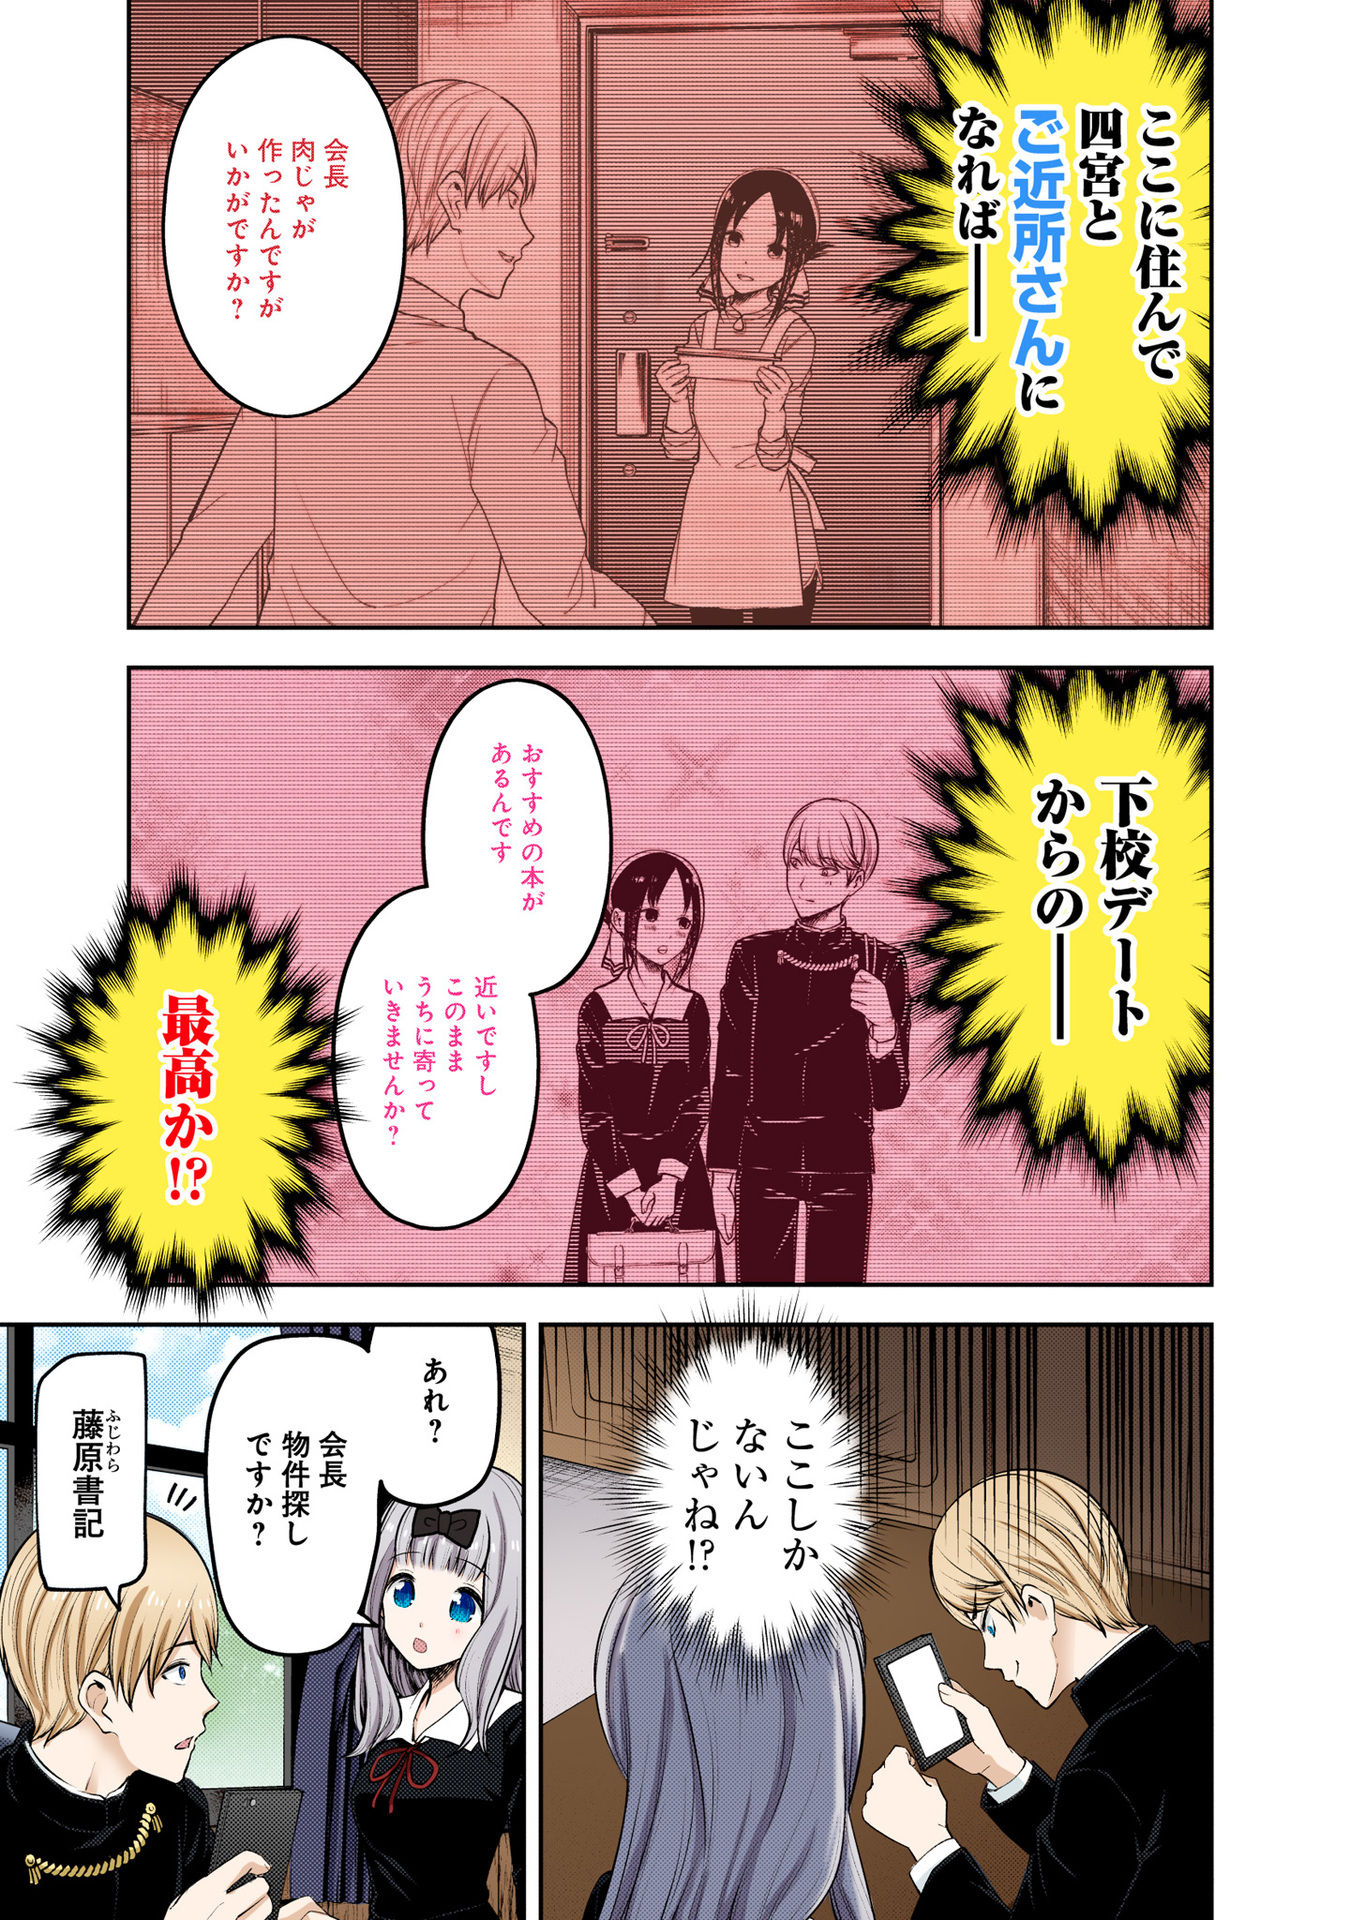 ここに住んで
四宮と
ご近所さんに
なれば――
会長
肉じゃが
作ったんですが
いかがですか?
下校デート
からの――
おすすめの本が
あるんです
近いですし
このまま
うちに寄って
いきませんか?
最高か!?
ここしか
ないん
じゃね!?
あれ?
会長
物件探し
ですか?
藤原書記
ふじわら